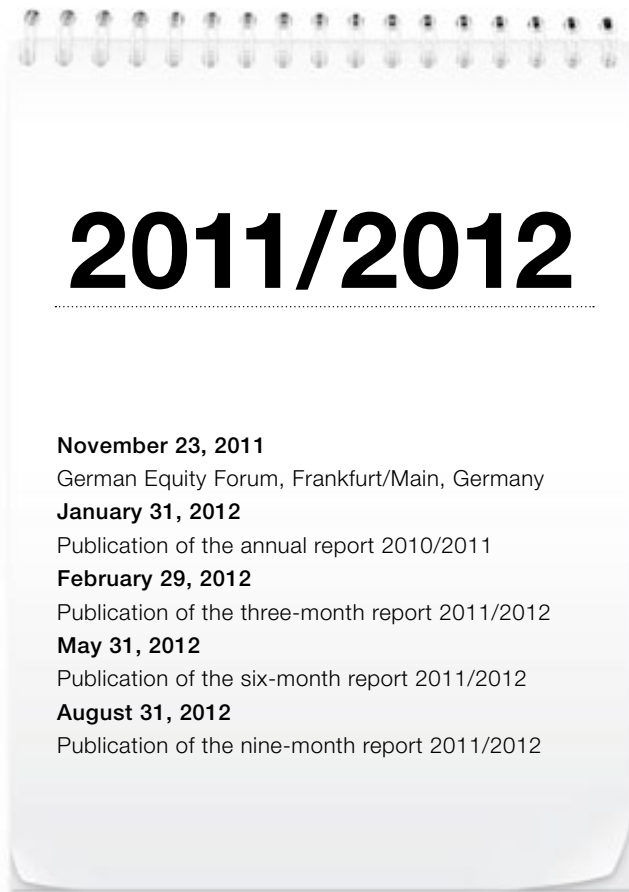 2011/2012
November 23, 2011
German Equity Forum, Frankfurt/Main, Germany
January 31, 2012
Publication of the annual report 2010/2011
February 29, 2012
Publication of the three-month report 2011/2012
May 31, 2012
Publication of the six-month report 2011/2012
August 31, 2012
Publication of the nine-month report 2011/2012